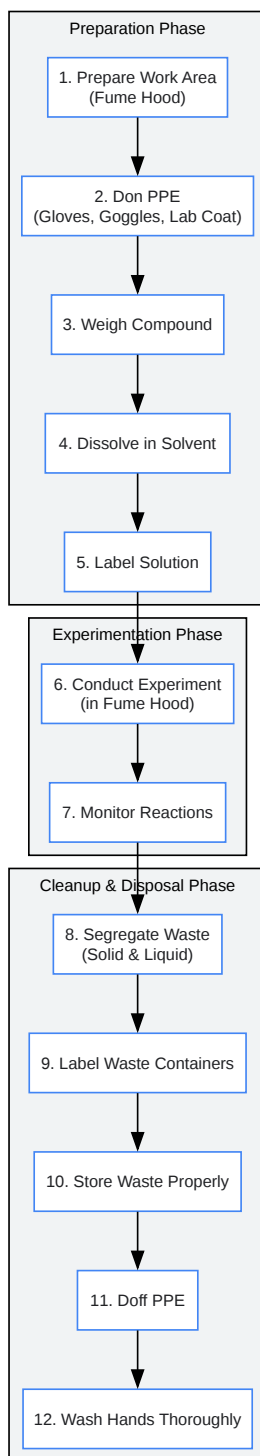 Preparation Phase
1. Prepare Work Area
(Fume Hood)
2. Don PPE
(Gloves, Goggles, Lab Coat)
3. Weigh Compound
4. Dissolve in Solvent
5. Label Solution
Experimentation Phase
6. Conduct Experiment
(in Fume Hood)
7. Monitor Reactions
Cleanup & Disposal Phase
8. Segregate Waste
(Solid & Liquid)
9. Label Waste Containers
10. Store Waste Properly
11. Doff PPE
12. Wash Hands Thoroughly